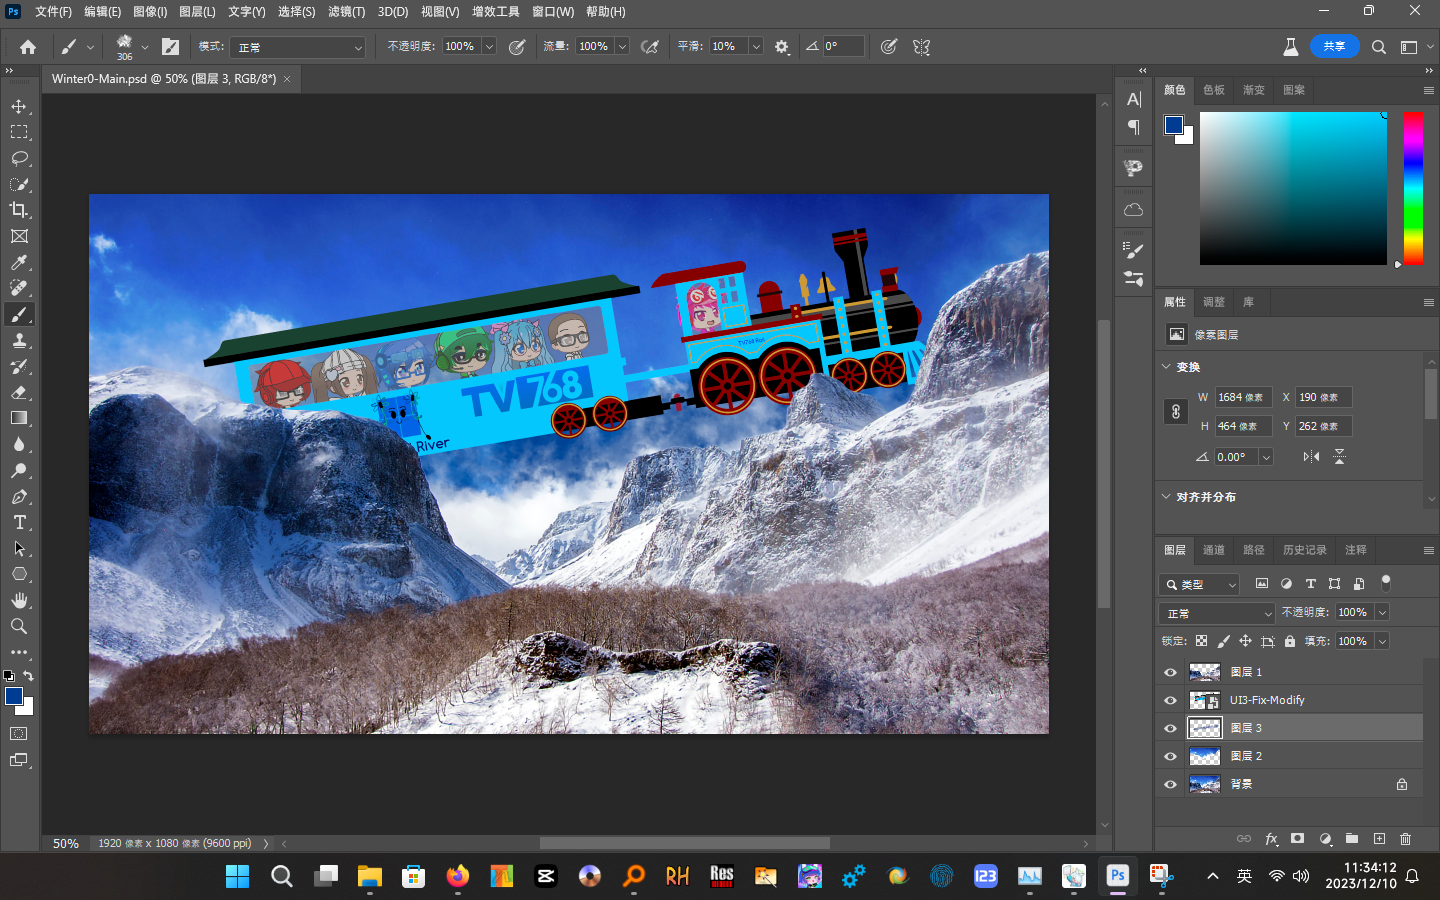 Ps 文件(F) 编辑(E) 图像(I) 图层(L) 文字(Y) 选择(S) 滤镜(T) 3D(D) 视图(V) 增效工具 窗口(W) 帮助(H)
306 模式: 正常 不透明度: 100% 流量: 100% 平滑: 10% 0° 共享
Winter0-Main.psd @ 50% (图层 3, RGB/8*) ×
颜色 色板 渐变 图案
属性 调整 库
像素图层
变换
W 1684 像素 X 190 像素
H 464 像素 Y 262 像素
0.00°
对齐并分布
图层 通道 路径 历史记录 注释
类型
正常 不透明度: 100%
锁定: 填充: 100%
图层 1
UI3-Fix-Modify
图层 3
图层 2
背景
TV768 Rail
TV 768
River
50% 1920 像素 x 1080 像素 (9600 ppi)
RH Res 123 Ps 英 11:34:12
2023/12/10